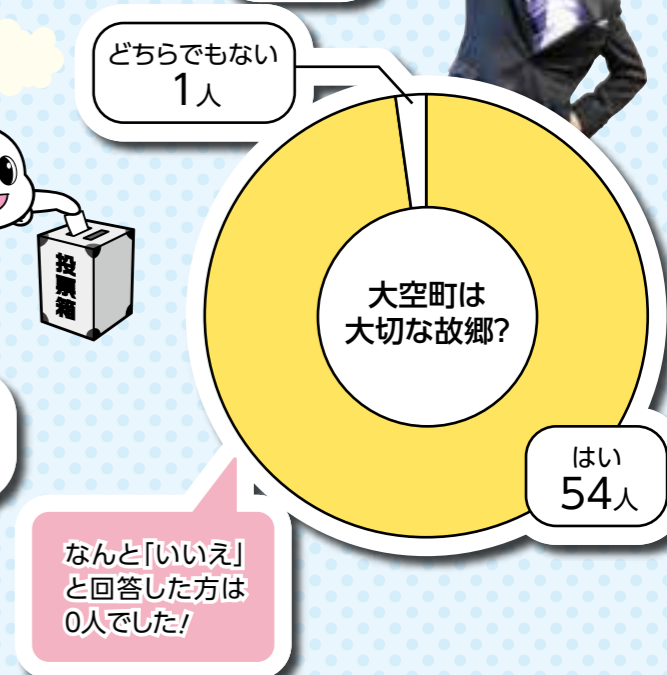 どちらでもない
1人
投票箱
大空町は
大切な故郷?
はい
54人
なんと「いいえ」
と回答した方は
0人でした!